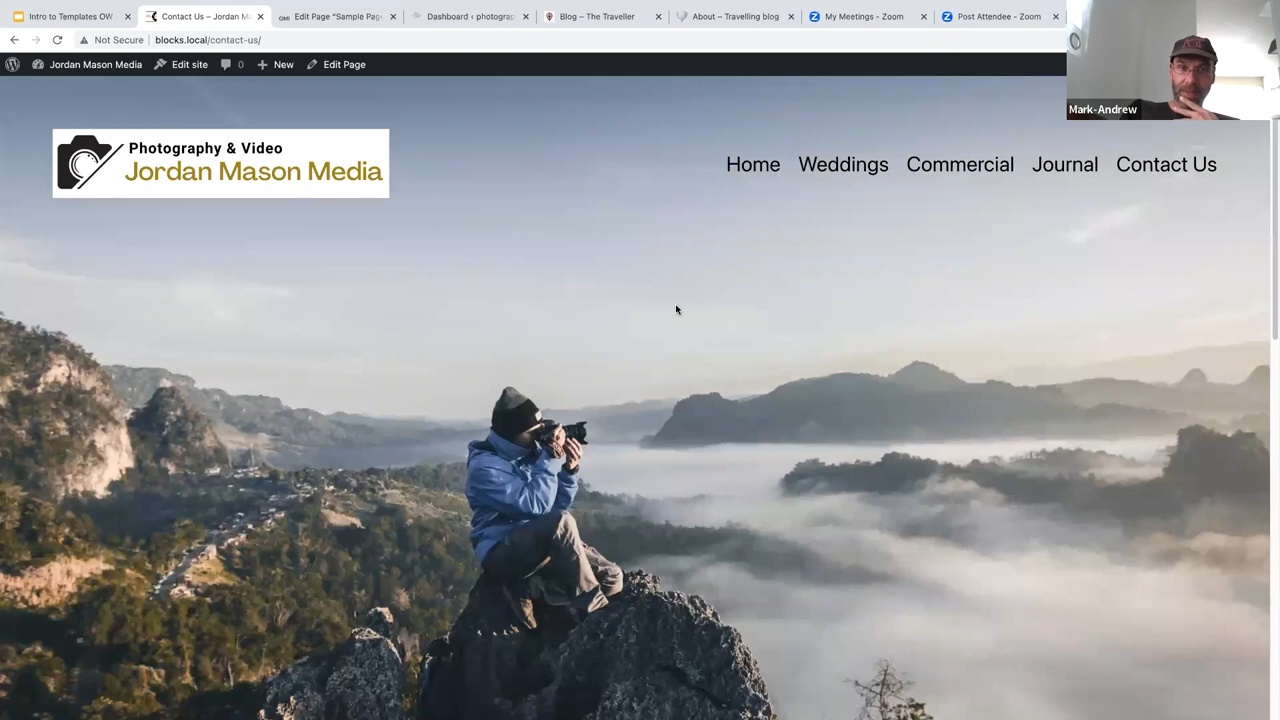 Intro to Templates OW
Contact Us – Jordan M
Edit Page "Sample Pag
Dashboard ‹ photograp
Blog – The Traveller
About – Travelling blog
My Meetings - Zoom
Post Attendee - Zoom
Not Secure
blocks.local/contact-us/
Jordan Mason Media
Edit site
0
New
Edit Page
Mark-Andrew
Photography & Video
Jordan Mason Media
Home
Weddings
Commercial
Journal
Contact Us